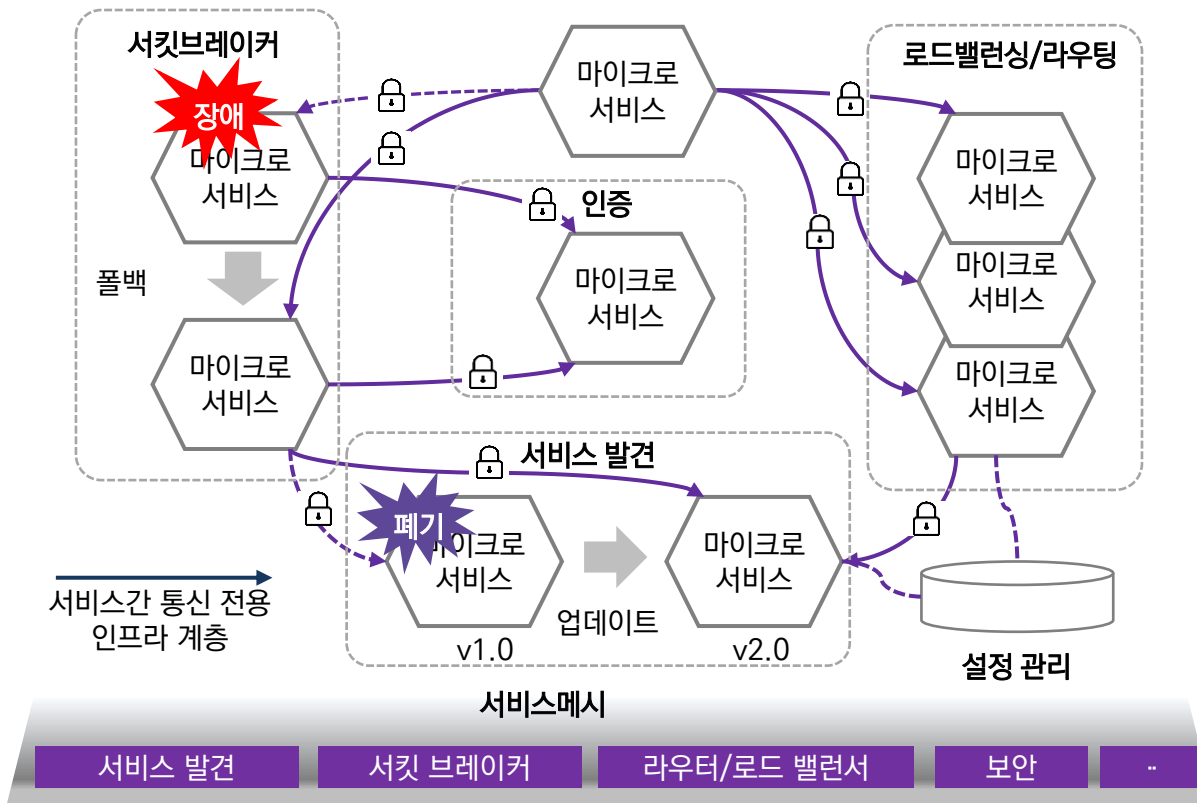 서킷브레이커
장애
마이크로
서비스
폴백
마이크로
서비스
마이크로
서비스
인증
마이크로
서비스
로드밸런싱/라우팅
마이크로
서비스
마이크로
서비스
마이크로
서비스
서비스 발견
폐기
마이크로
서비스
v1.0
업데이트
마이크로
서비스
v2.0
설정 관리
서비스간 통신 전용
인프라 계층
서비스메시
서비스 발견
서킷 브레이커
라우터/로드 밸런서
보안
..